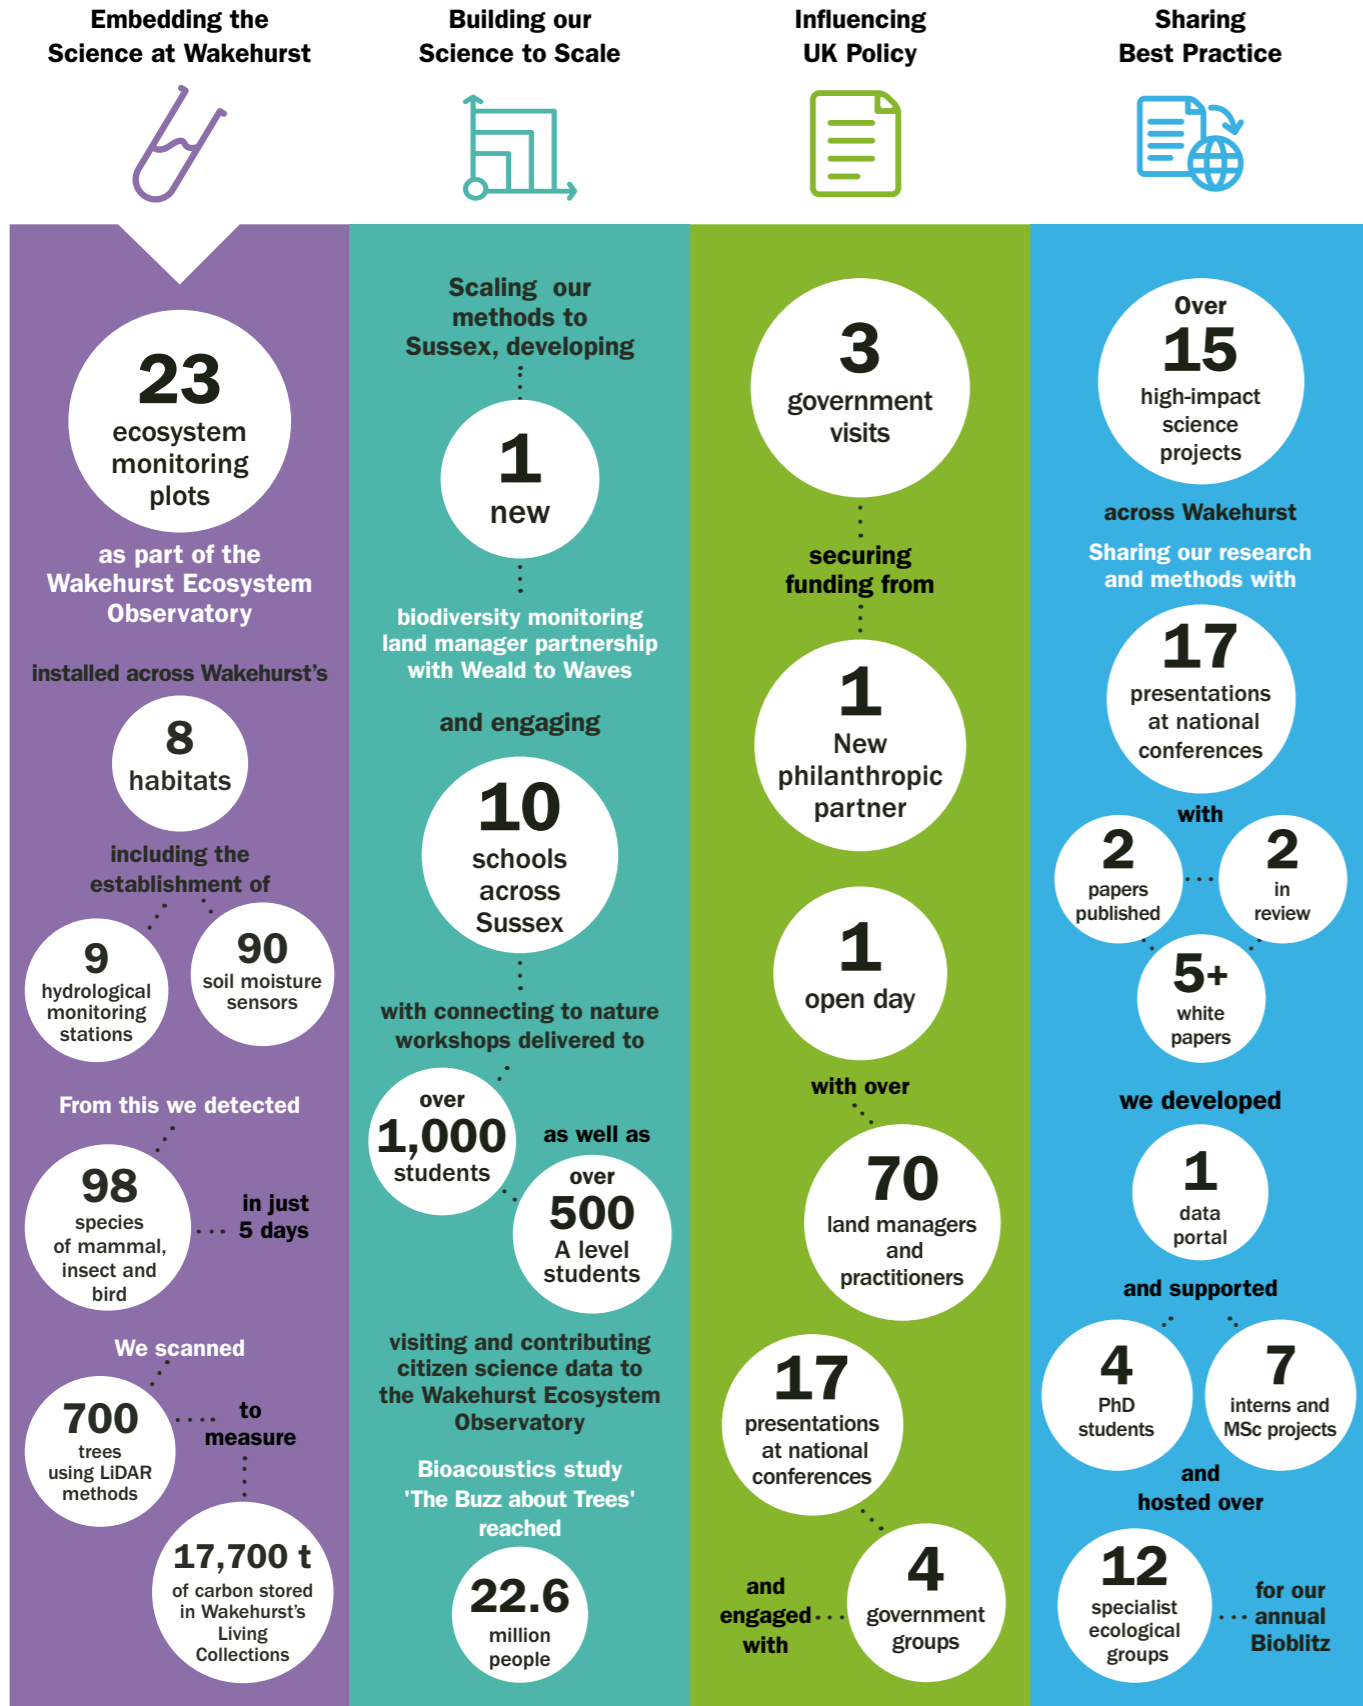 Embedding the
Science at Wakehurst
23
ecosystem
monitoring
plots
as part of the
Wakehurst Ecosystem
Observatory
installed across Wakehurst's
8
habitats
including the
establishment of
9
hydrological
monitoring
stations
90
soil moisture
sensors
From this we detected
98
species
of mammal,
insect and
bird
in just
5 days
We scanned
700
trees
using LiDAR
methods
to
measure
17,700 t
of carbon stored
in Wakehurst's
Living
Collections
Building our
Science to Scale
Scaling our
methods to
Sussex, developing
1
new
biodiversity monitoring
land manager partnership
with Weald to Waves
and engaging
10
schools
across
Sussex
with connecting to nature
workshops delivered to
over
1,000
students
as well as
over
500
A level
students
visiting and contributing
citizen science data to
the Wakehurst Ecosystem
Observatory
Bioacoustics study
'The Buzz about Trees'
reached
22.6
million
people
Influencing
UK Policy
3
government
visits
securing
funding from
1
New
philanthropic
partner
1
open day
with over
70
land managers
and
practitioners
17
presentations
at national
conferences
and
engaged
with
4
government
groups
Sharing
Best Practice
Over
15
high-impact
science
projects
across Wakehurst
Sharing our research
and methods with
17
presentations
at national
conferences
with
2
papers
published
2
in
review
5+
white
papers
we developed
1
data
portal
and supported
4
PhD
students
7
interns and
MSc projects
and
hosted over
12
specialist
ecological
groups
for our
annual
Bioblitz